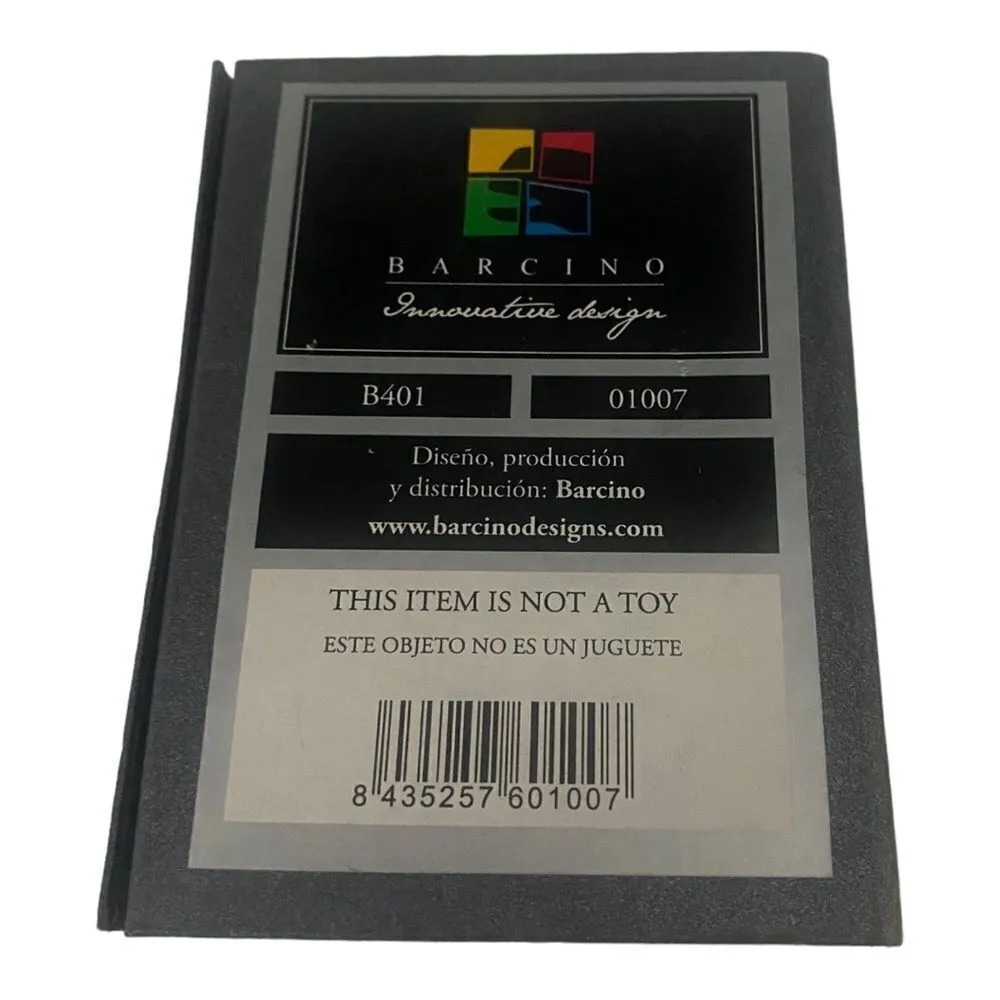 BARCINO
Innovative design
B401
01007
Diseño, producción
y distribución: Barcino
www.barcinodesigns.com
THIS ITEM IS NOT A TOY
ESTE OBJETO NO ES UN JUGUETE
8 435257 601007